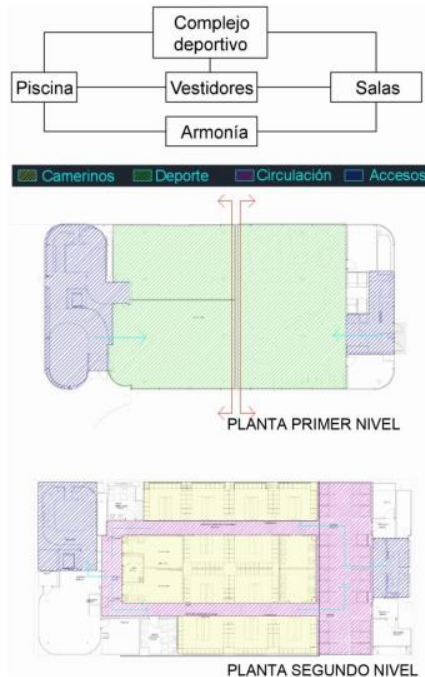 Complejo
deportivo
Piscina
Vestidores
Salas
Armonía
Camerinos
Deporte
Circulación
Accesos
PLANTA PRIMER NIVEL
PLANTA SEGUNDO NIVEL